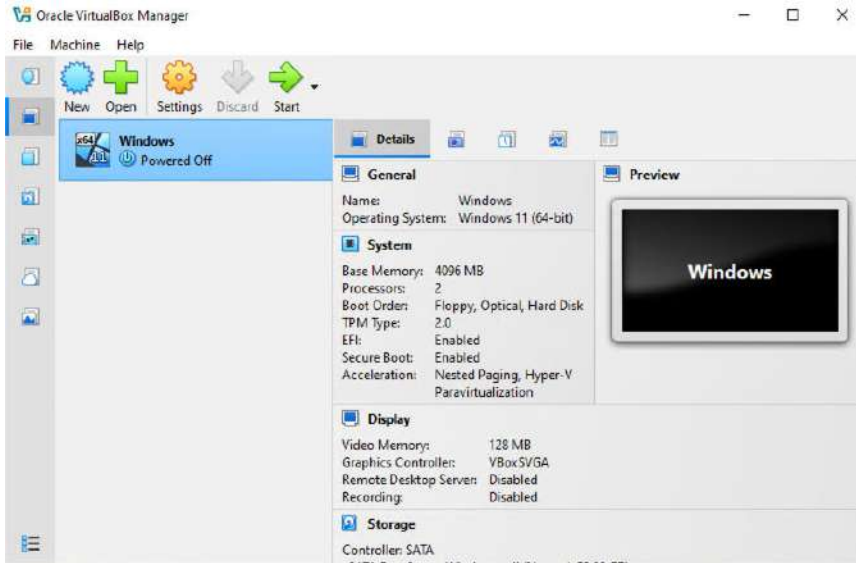 Oracle VirtualBox Manager
File Machine Help
New Open Settings Discard Start
Windows
Powered Off
Details
General
Name: Windows
Operating System: Windows 11 (64-bit)
System
Base Memory: 4096 MB
Processors: 2
Boot Order: Floppy, Optical, Hard Disk
TPM Type: 2.0
EFI: Enabled
Secure Boot: Enabled
Acceleration: Nested Paging, Hyper-V
Paravirtualization
Preview
Windows
Display
Video Memory: 128 MB
Graphics Controller: VBoxSVGA
Remote Desktop Server: Disabled
Recording: Disabled
Storage
Controller: SATA